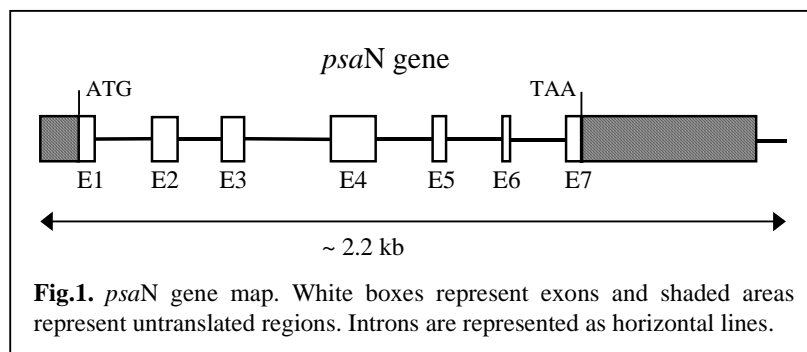 psaN gene
ATG
TAA
E1 E2 E3 E4 E5 E6 E7
~ 2.2 kb
Fig.1. psaN gene map. White boxes represent exons and shaded areas
represent untranslated regions. Introns are represented as horizontal lines.